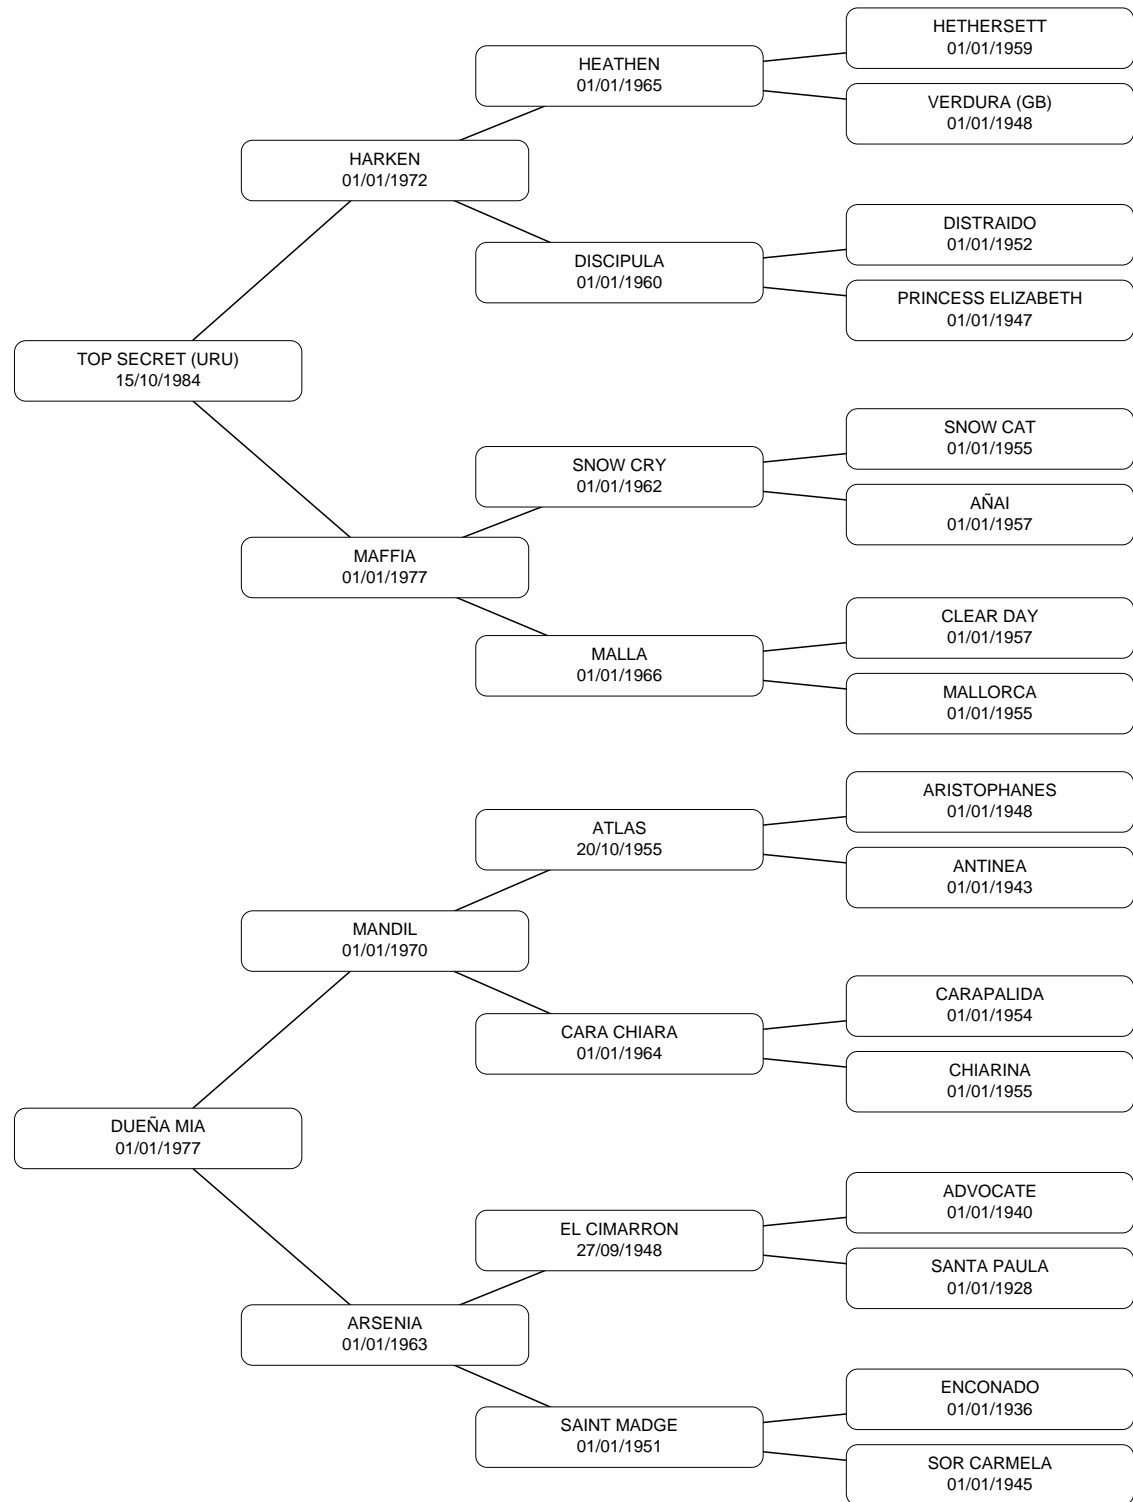 HETHERSETT
01/01/1959
HEATHEN
01/01/1965
VERDURA (GB)
01/01/1948
HARKEN
01/01/1972
DISTRAIDO
01/01/1952
DISCIPULA
01/01/1960
PRINCESS ELIZABETH
01/01/1947
TOP SECRET (URU)
15/10/1984
SNOW CAT
01/01/1955
SNOW CRY
01/01/1962
AÑAI
01/01/1957
MAFFIA
01/01/1977
CLEAR DAY
01/01/1957
MALLA
01/01/1966
MALLORCA
01/01/1955
ARISTOPHANES
01/01/1948
ATLAS
20/10/1955
ANTINEA
01/01/1943
MANDIL
01/01/1970
CARAPALIDA
01/01/1954
CARA CHIARA
01/01/1964
CHIARINA
01/01/1955
DUEÑA MIA
01/01/1977
ADVOCATE
01/01/1940
EL CIMARRON
27/09/1948
SANTA PAULA
01/01/1928
ARSENIA
01/01/1963
ENCONADO
01/01/1936
SAINT MADGE
01/01/1951
SOR CARMELA
01/01/1945